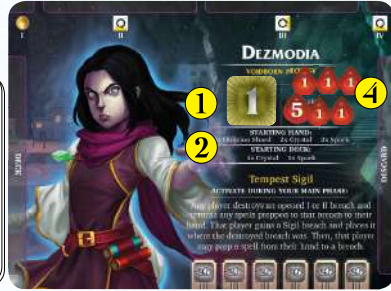 I II III IV
DEZMODIA
VOIDBORN PRODIGY
1
1 1 1
5 1 1
1
2
4
STARTING HAND:
Oblivion Shard 2x Crystal 2x Spark
STARTING DECK:
4x Crystal 1x Spark
DECK
DISCARD
Tempest Sigil
ACTIVATE DURING YOUR MAIN PHASE:
Any player destroys an opened I or II breach and
returns any spells prepped to that breach to their
hand. That player gains a Sigil breach and places it
where the destroyed breach was. Then, that player
may prep a spell from their hand to a breach.